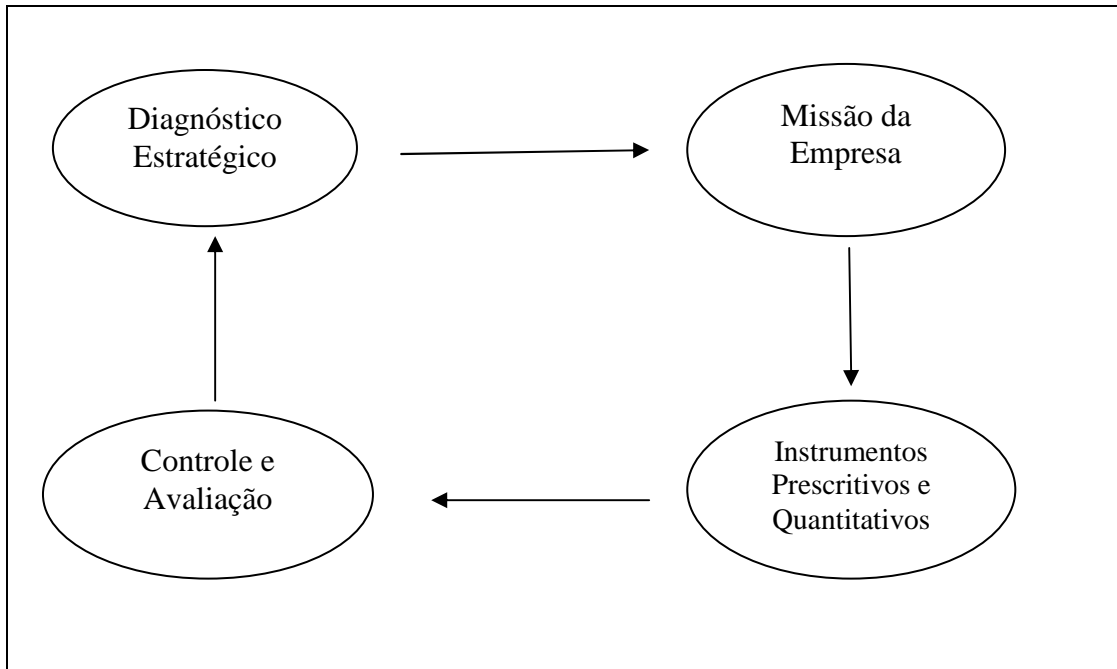 Diagnóstico
Estratégico
Missão da
Empresa
Controle e
Avaliação
Instrumentos
Prescritivos e
Quantitativos